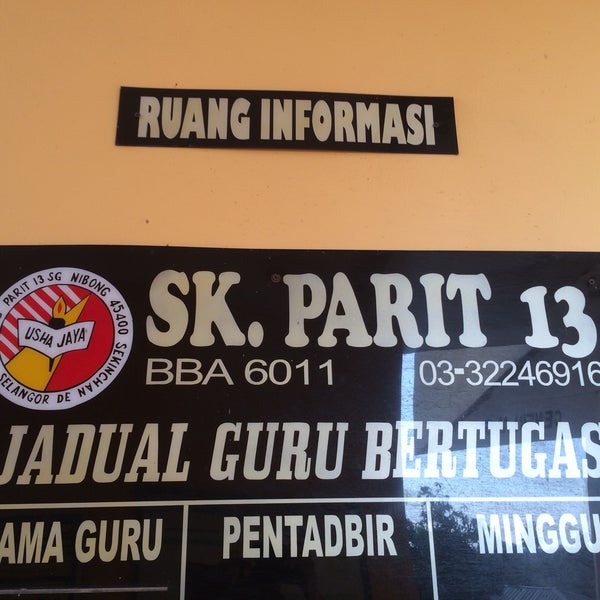 RUANG INFORMASI
PARIT 13 SG NIBONG 45400 SEKINCHAN
SELANGOR DE
USHA JAYA
SK. PARIT 13
BBA 6011 03-32246916
JADUAL GURU BERTUGAS
AMA GURU PENTADBIR MINGGU